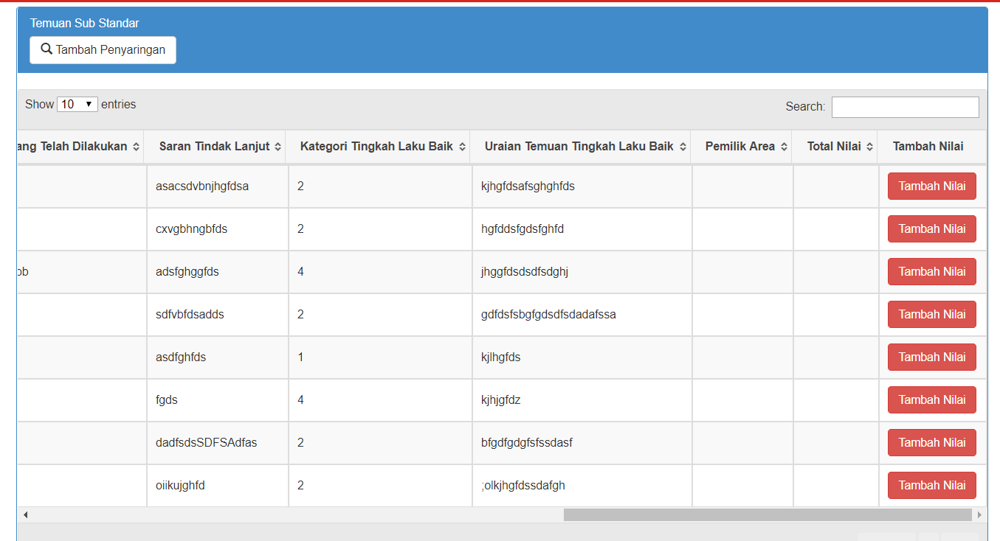 Temuan Sub Standar
Tambah Penyaringan
Show 10 entries Search:
ang Telah Dilakukan Saran Tindak Lanjut Kategori Tingkah Laku Baik Uraian Temuan Tingkah Laku Baik Pemilik Area Total Nilai Tambah Nilai
asacsdvbnjhgfdsa 2 kjhgfdsafsghghfds Tambah Nilai
cxvgbhngbfds 2 hgfddsfgdsfghfd Tambah Nilai
ob adsfghggfds 4 jhggfdsdsdfsdghj Tambah Nilai
sdfvbfdsadds 2 gdfdsfsbgfgdsdfsdadafssa Tambah Nilai
asdfghfds 1 kjlhgfds Tambah Nilai
fgds 4 kjhjgfdz Tambah Nilai
dadfsdsSDFSAdfas 2 bfgdfgdgfsfssdasf Tambah Nilai
oiikujghfd 2 ;olkjhgfdssdafgh Tambah Nilai